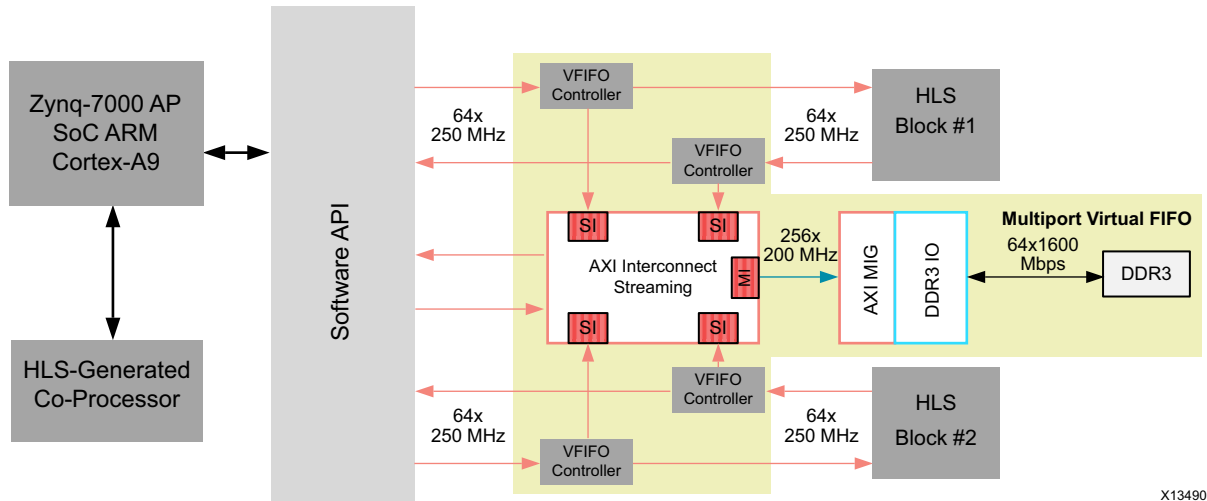 Zynq-7000 AP
SoC ARM
Cortex-A9
HLS-Generated
Co-Processor
Software API
64x
250 MHz
64x
250 MHz
VFIFO
Controller
VFIFO
Controller
64x
250 MHz
HLS
Block #1
SI
SI
AXI Interconnect
Streaming
MI
SI
SI
256x
200 MHz
AXI MIG
DDR3 IO
Multiport Virtual FIFO
64x1600
Mbps
DDR3
VFIFO
Controller
VFIFO
Controller
64x
250 MHz
HLS
Block #2
X13490